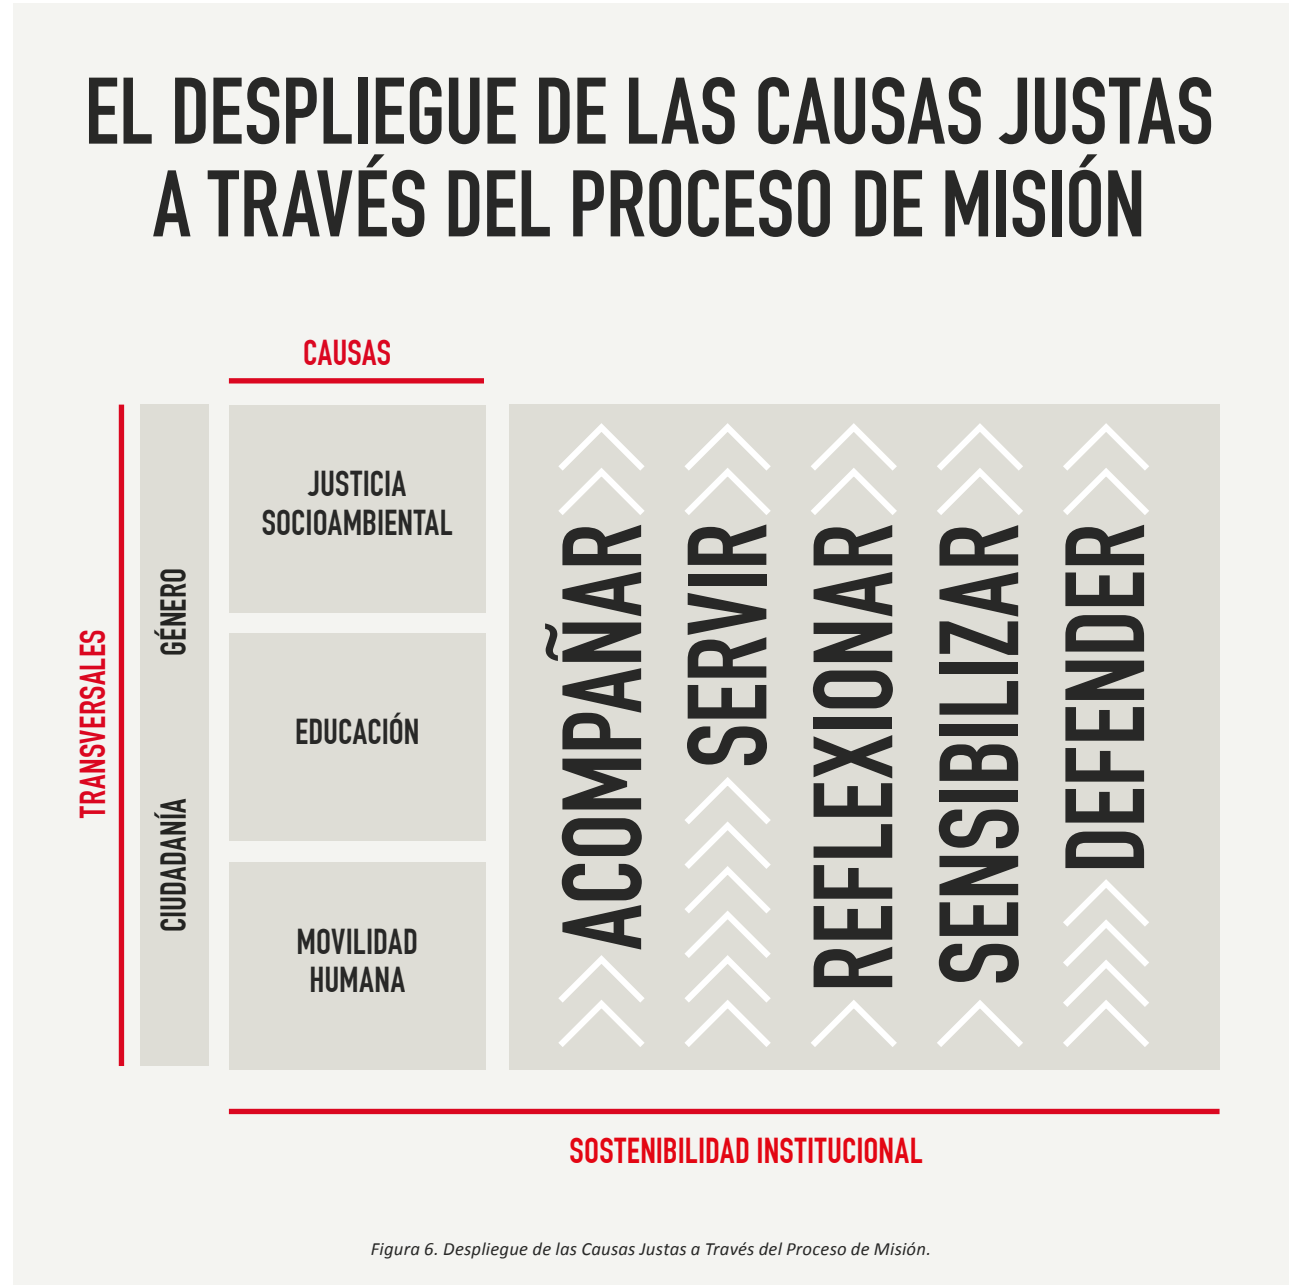 EL DESPLIEGUE DE LAS CAUSAS JUSTAS
A TRAVÉS DEL PROCESO DE MISIÓN
CAUSAS
TRANSVERSALES
GÉNERO
CIUDADANÍA
JUSTICIA
SOCIOAMBIENTAL
EDUCACIÓN
MOVILIDAD
HUMANA
ACOMPAÑAR
SERVIR
REFLEXIONAR
SENSIBILIZAR
DEFENDER
SOSTENIBILIDAD INSTITUCIONAL
Figura 6. Despliegue de las Causas Justas a Través del Proceso de Misión.